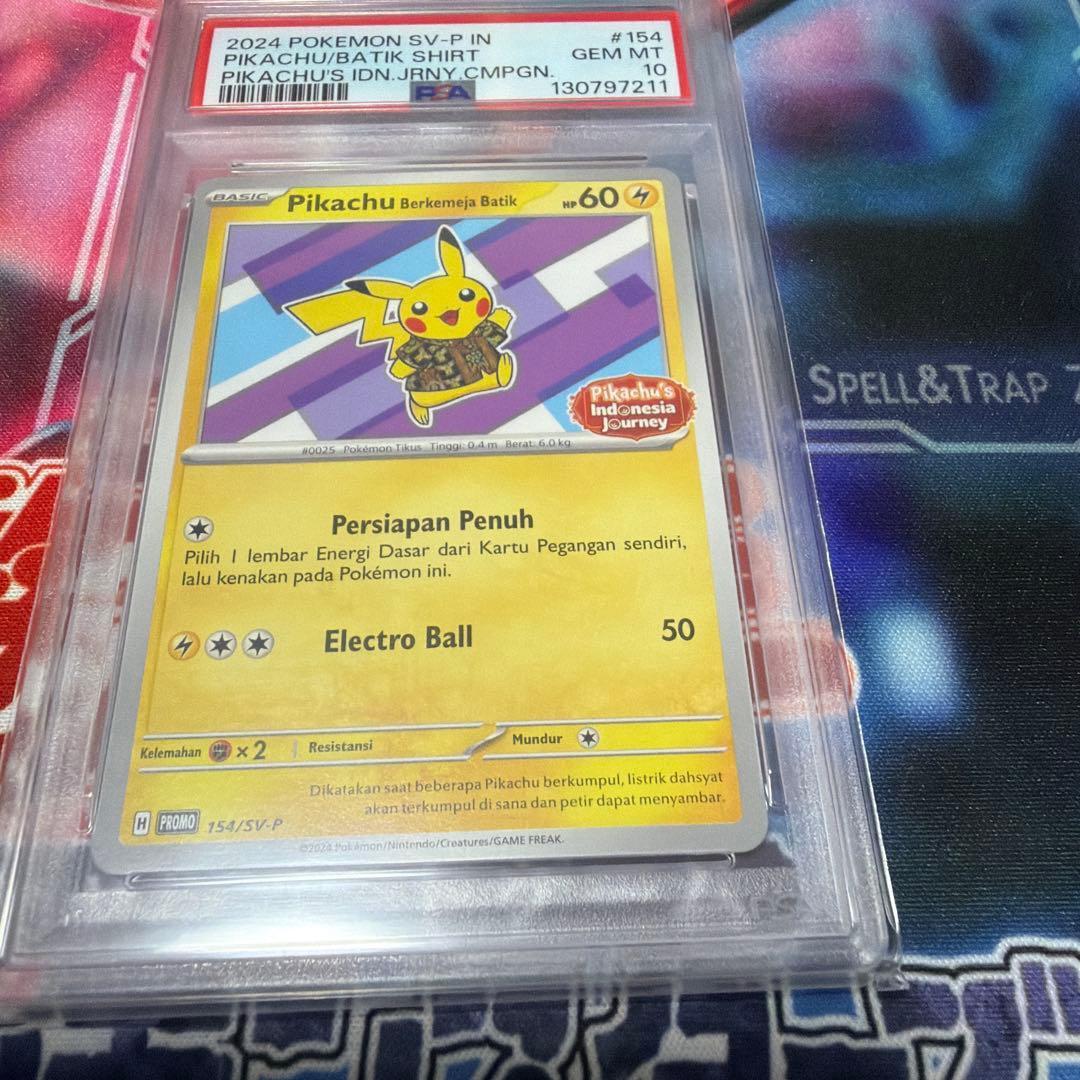 2024 POKEMON SV-P IN #154
PIKACHU/BATIK SHIRT GEM MT
PIKACHU'S IDN.JRNY.CMPGN. 10
PSA 130797211
BASIC Pikachu Berkemeja Batik HP 60
Pikachu's
Indonesia
Journey
#0025 Pokémon Tikus Tinggi: 0.4 m Berat: 6.0 kg
Persiapan Penuh
Pilih 1 lembar Energi Dasar dari Kartu Pegangan sendiri,
lalu kenakan pada Pokémon ini.
Electro Ball 50
Kelemahan ×2 Resistansi Mundur
Dikatakan saat beberapa Pikachu berkumpul, listrik dahsyat
akan terkumpul di sana dan petir dapat menyambar.
H PROMO 154/SV-P
©2024 Pokémon/Nintendo/Creatures/GAME FREAK.
SPELL&TRAP